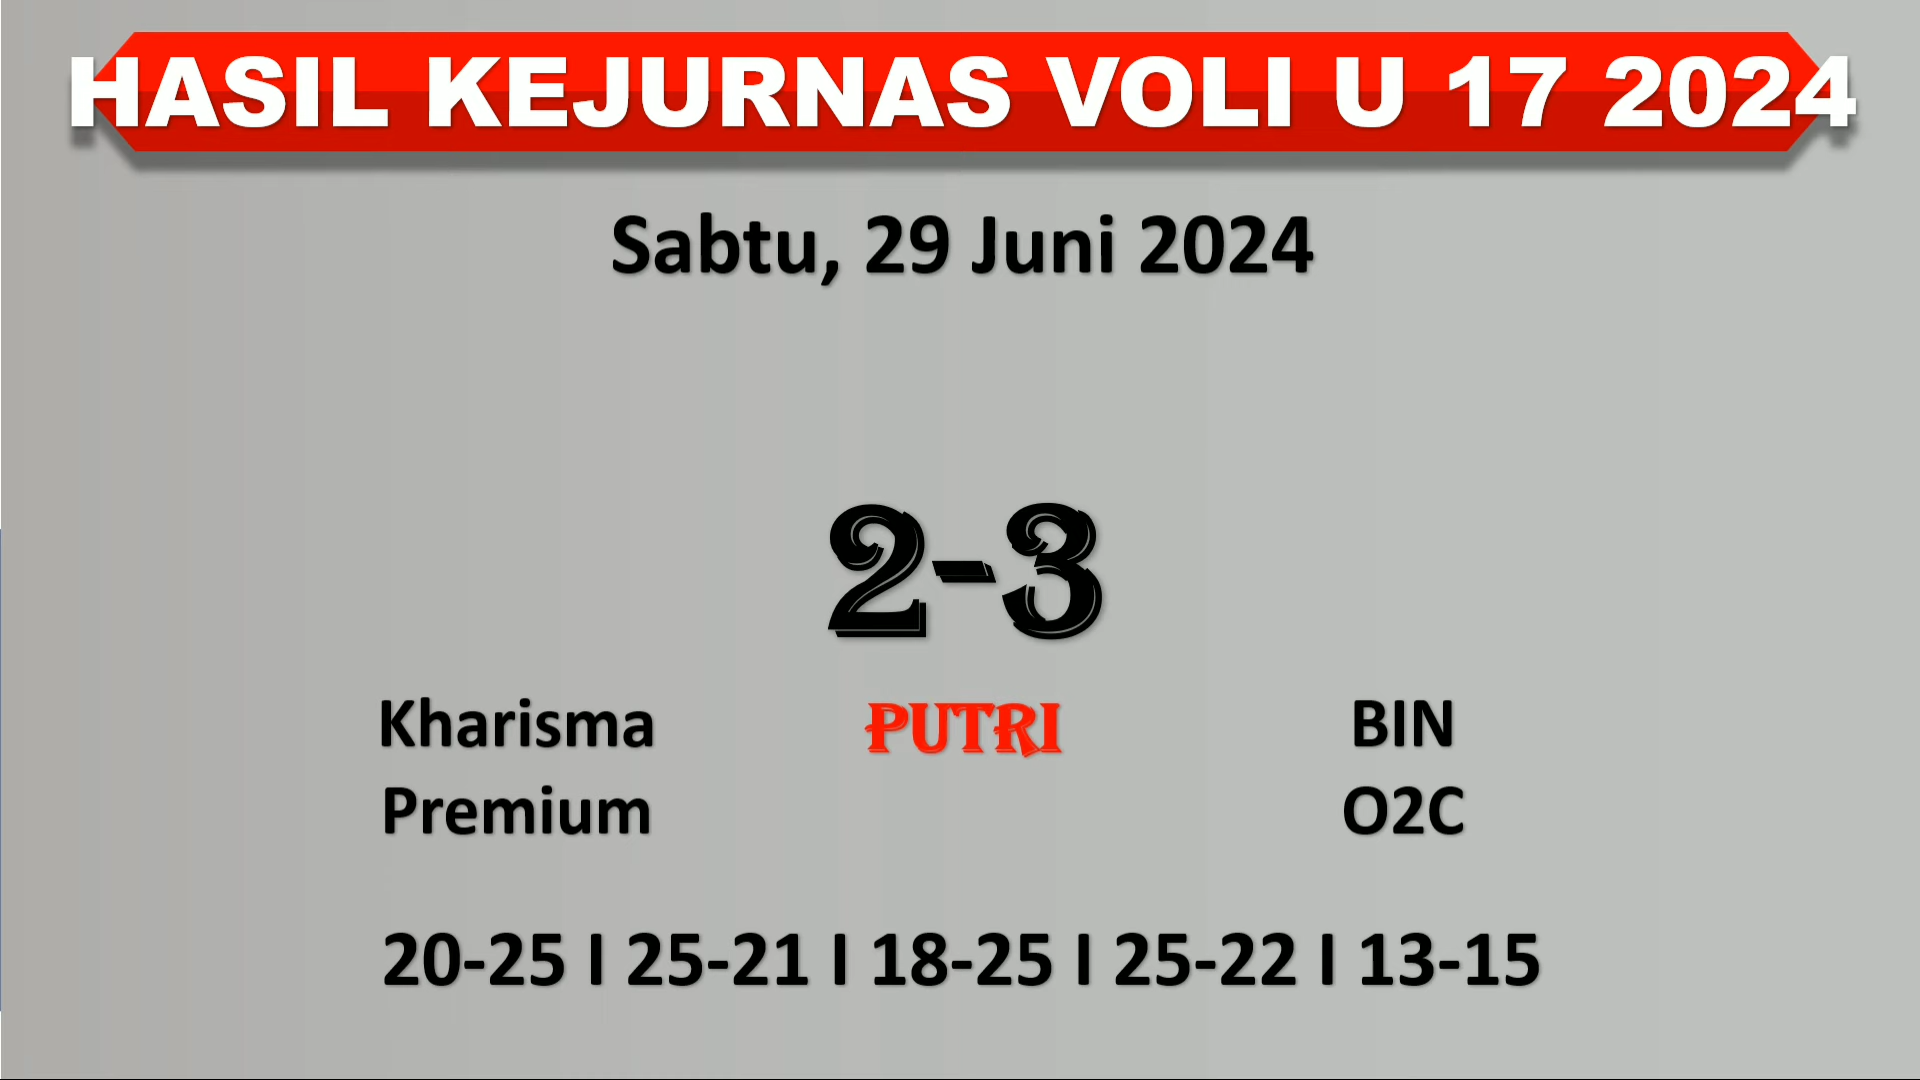 HASIL KEJURNAS VOLI U 17 2024
Sabtu, 29 Juni 2024
2-3
Kharisma PUTRI BIN
Premium O2C
20-25 I 25-21 I 18-25 I 25-22 I 13-15